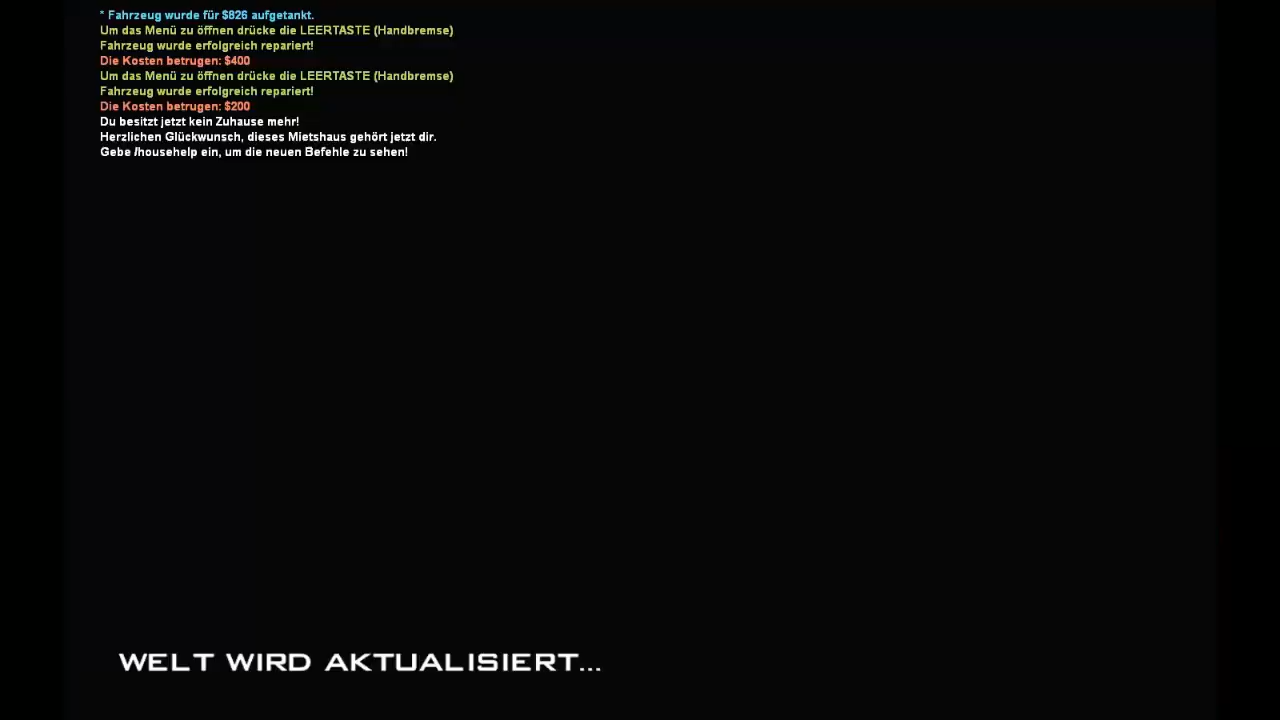 * Fahrzeug wurde für $826 aufgetankt.
Um das Menü zu öffnen drücke die LEERTASTE (Handbremse)
Fahrzeug wurde erfolgreich repariert!
Die Kosten betrugen: $400
Um das Menü zu öffnen drücke die LEERTASTE (Handbremse)
Fahrzeug wurde erfolgreich repariert!
Die Kosten betrugen: $200
Du besitzt jetzt kein Zuhause mehr!
Herzlichen Glückwunsch, dieses Mietshaus gehört jetzt dir.
Gebe /househelp ein, um die neuen Befehle zu sehen!
WELT WIRD AKTUALISIERT...